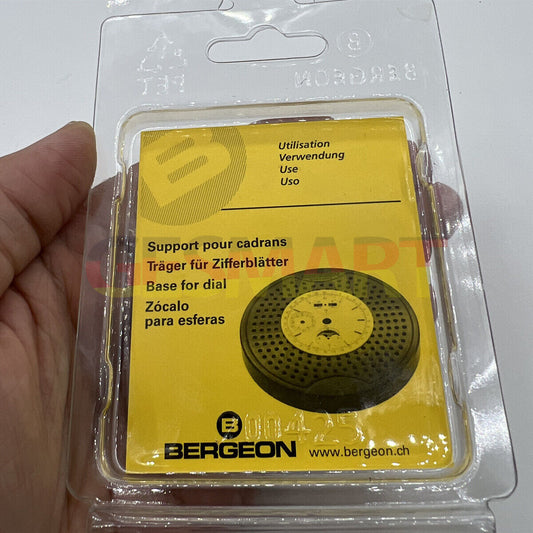 B
BERGEON
PET
Utilisation
Verwendung
Use
Uso
Support pour cadrans
Träger für Zifferblätter
Base for dial
Zócalo
para esferas
B
BERGEON
www.bergeon.ch